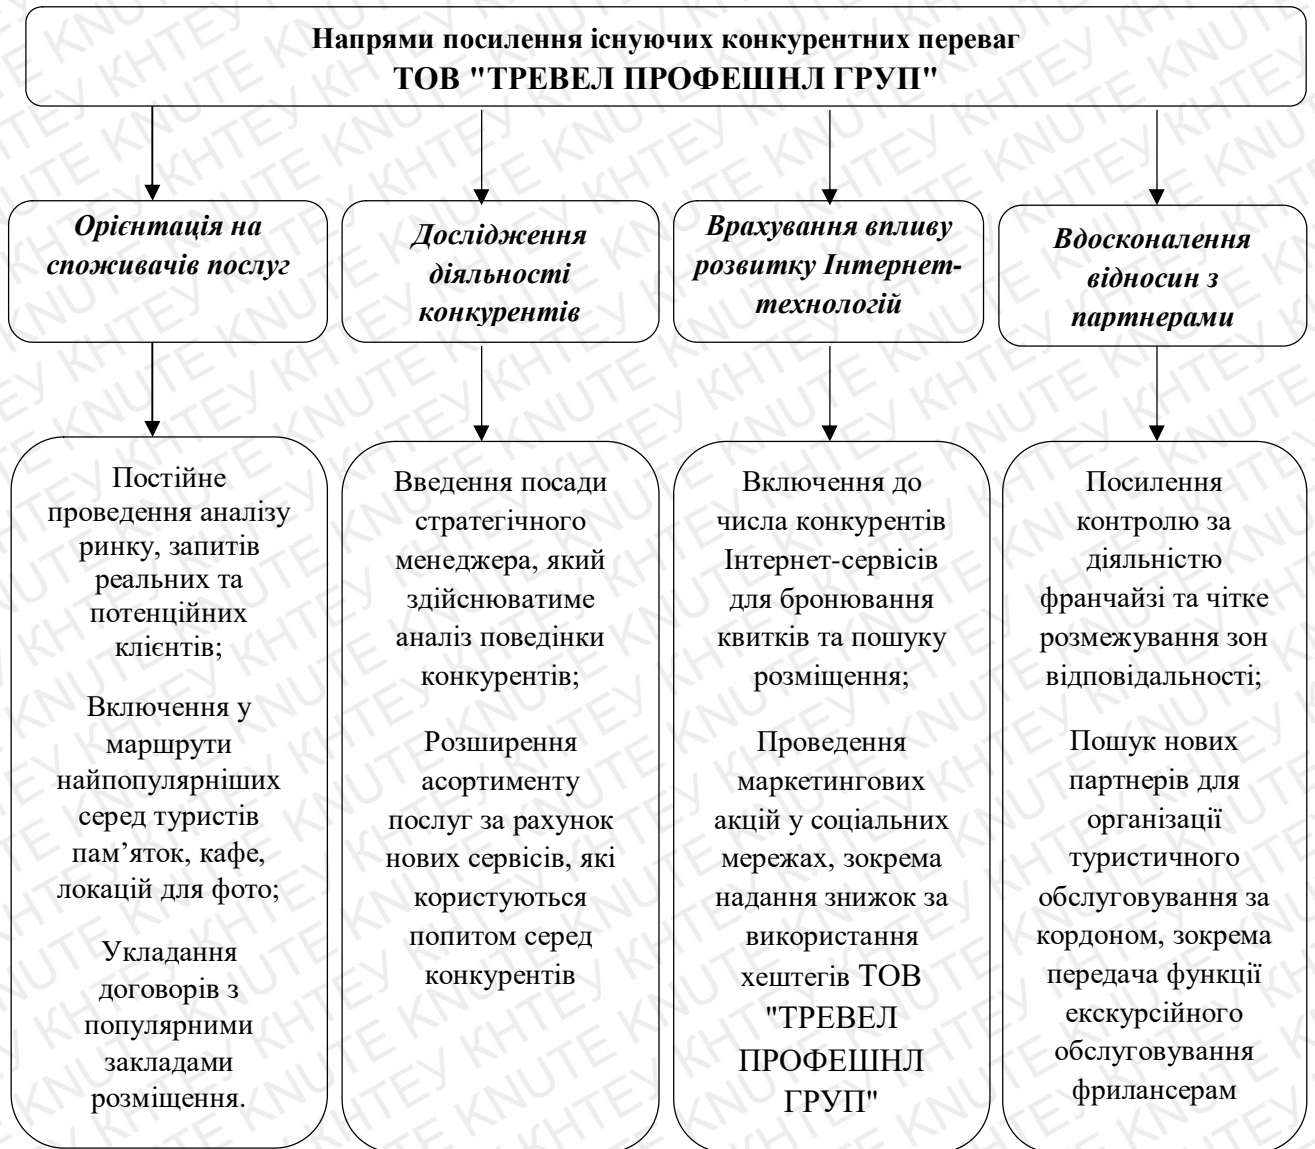 Напрями посилення існуючих конкурентних переваг
ТОВ "ТРЕВЕЛ ПРОФЕШНЛ ГРУП"
Орієнтація на
споживачів послуг
Дослідження
діяльності
конкурентів
Врахування впливу
розвитку Інтернет-
технологій
Вдосконалення
відносин з
партнерами
Постійне
проведення аналізу
ринку, запитів
реальних та
потенційних
клієнтів;
Включення у
маршрути
найпопулярніших
серед туристів
пам’яток, кафе,
локацій для фото;
Укладання
договорів з
популярними
закладами
розміщення.
Введення посади
стратегічного
менеджера, який
здійснюватиме
аналіз поведінки
конкурентів;
Розширення
асортименту
послуг за рахунок
нових сервісів, які
користуються
попитом серед
конкурентів
Включення до
числа конкурентів
Інтернет-сервісів
для бронювання
квитків та пошуку
розміщення;
Проведення
маркетингових
акцій у соціальних
мережах, зокрема
надання знижок за
використання
хештегів ТОВ
"ТРЕВЕЛ
ПРОФЕШНЛ
ГРУП"
Посилення
контролю за
діяльністю
франчайзі та чітке
розмежування зон
відповідальності;
Пошук нових
партнерів для
організації
туристичного
обслуговування за
кордоном, зокрема
передача функції
екскурсійного
обслуговування
фрилансерам